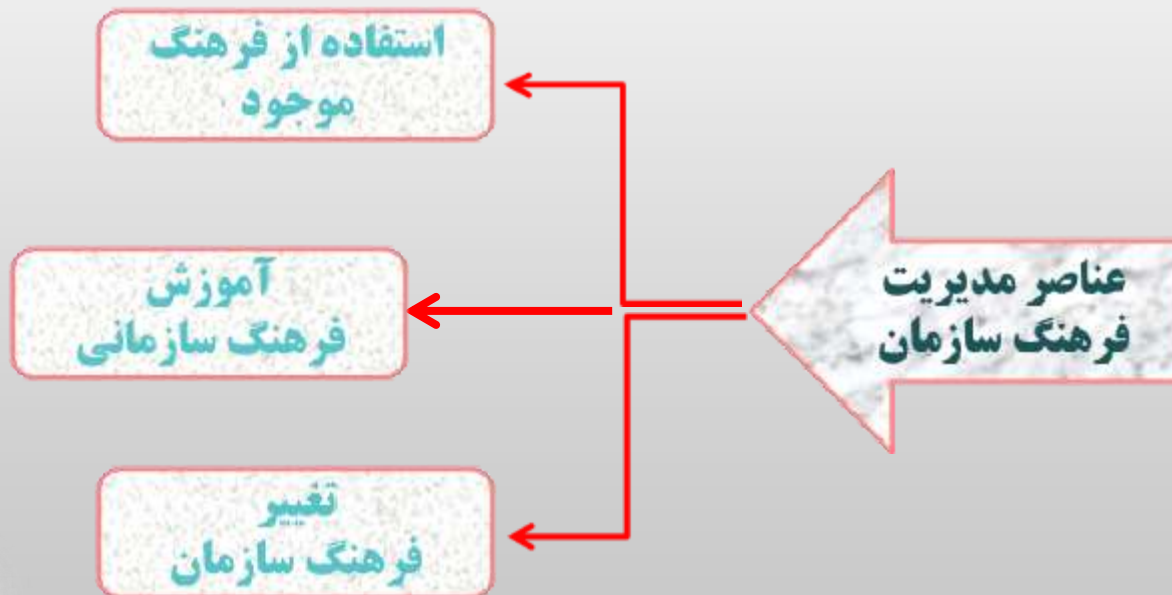 عناصر مدیریت
فرهنگ سازمان
استفاده از فرهنگ
موجود
آموزش
فرهنگ سازمانی
تغییر
فرهنگ سازمان